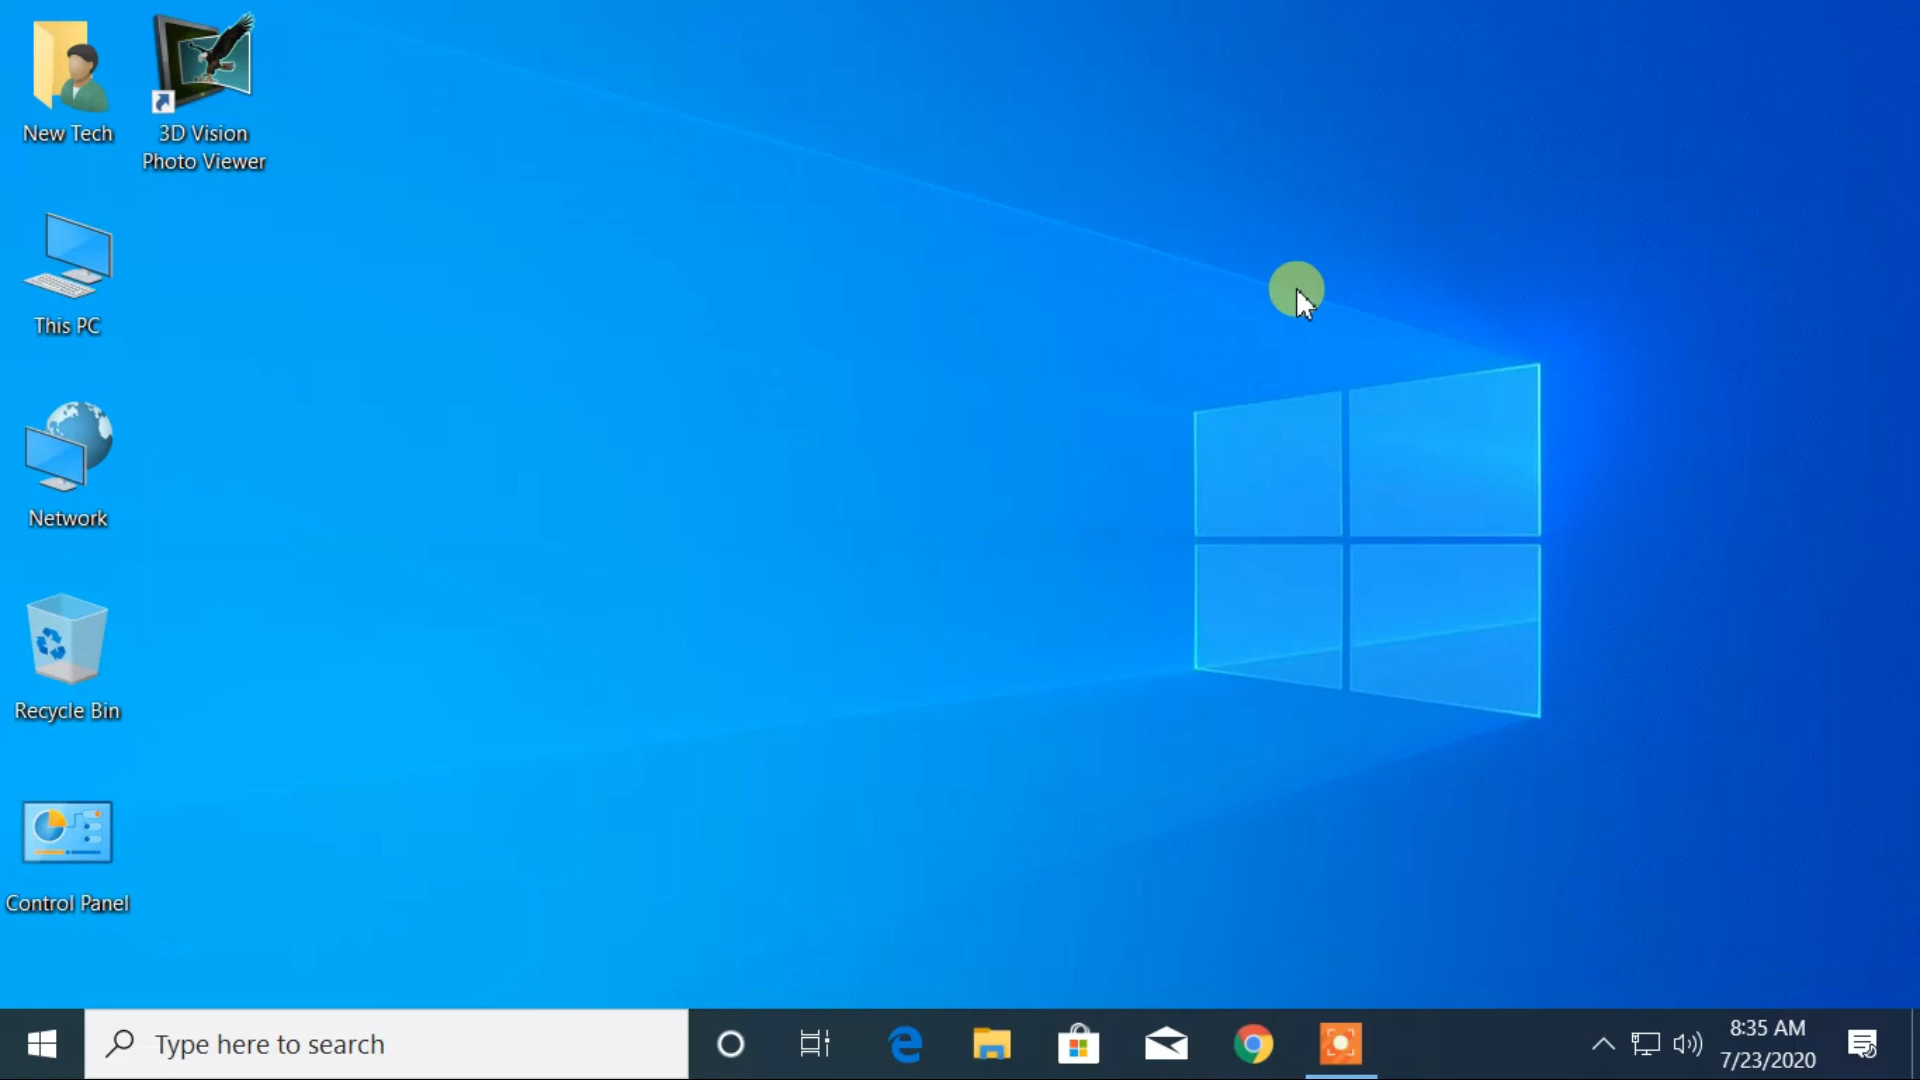 New Tech
3D Vision
Photo Viewer
This PC
Network
Recycle Bin
Control Panel
Type here to search
8:35 AM
7/23/2020